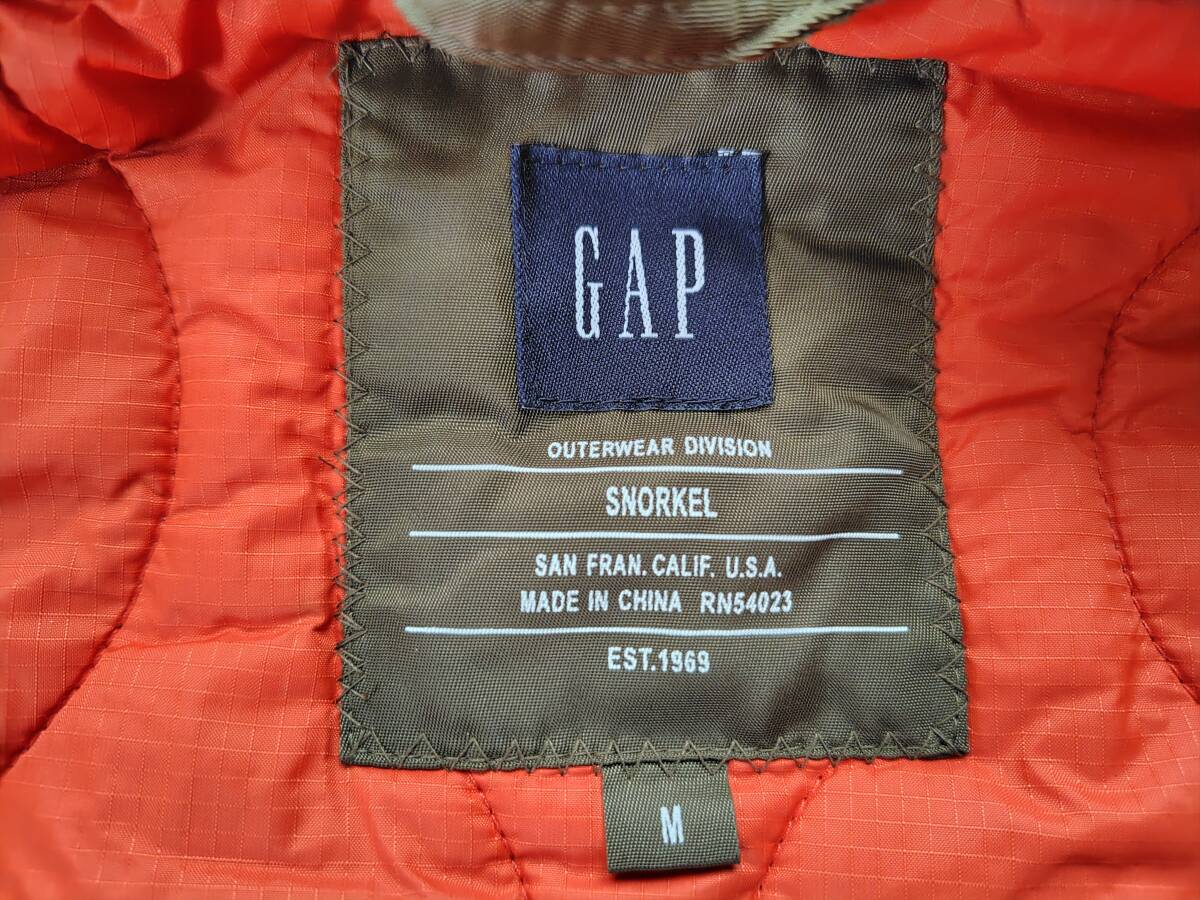 GAP
OUTERWEAR DIVISION
SNORKEL
SAN FRAN. CALIF. U.S.A.
MADE IN CHINA RN54023
EST.1969
M